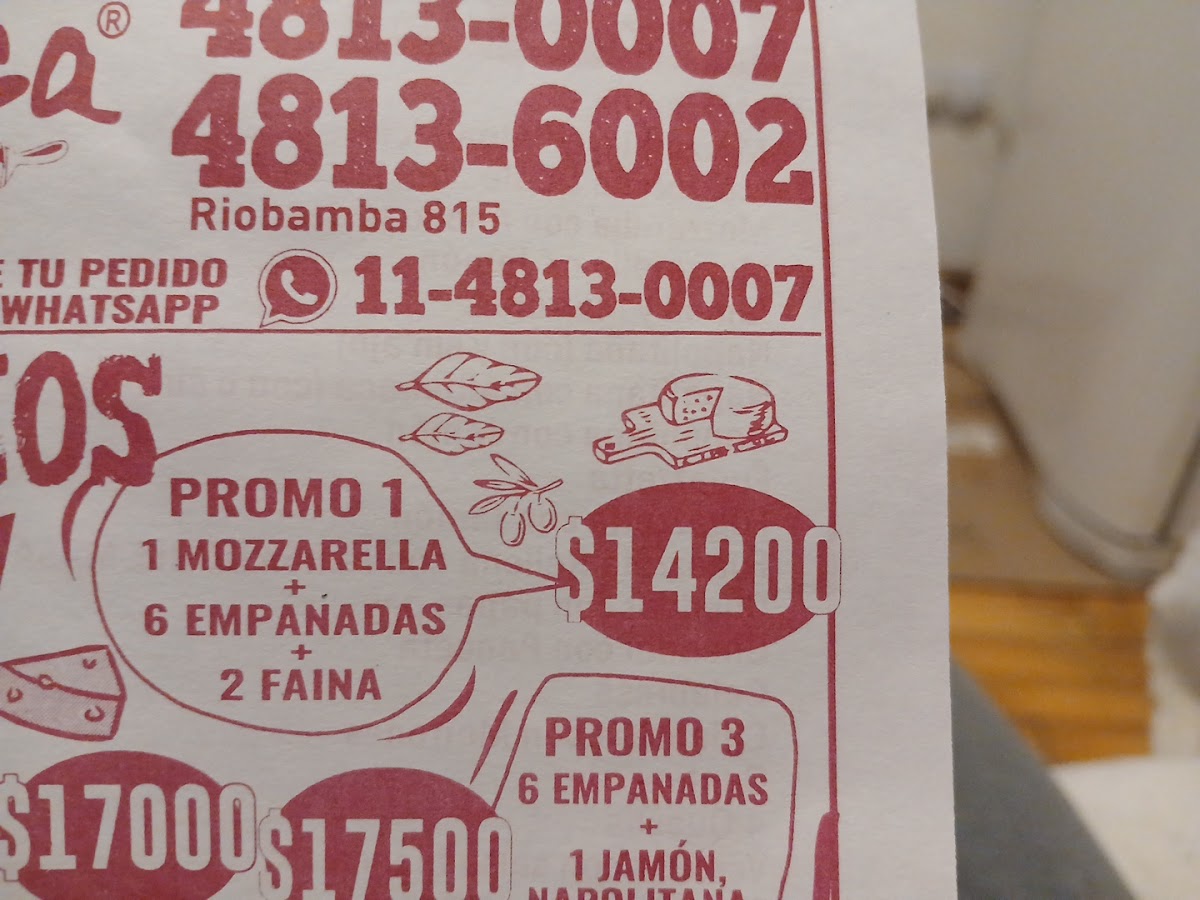 ®
4813-0007
4813-6002
Riobamba 815
TU PEDIDO
WHATSAPP
11-4813-0007
PROMO 1
1 MOZZARELLA
+
6 EMPANADAS
+
2 FAINA
$14200
PROMO 3
6 EMPANADAS
+
1 JAMÓN,
NAPOLITANA
$17000
$17500